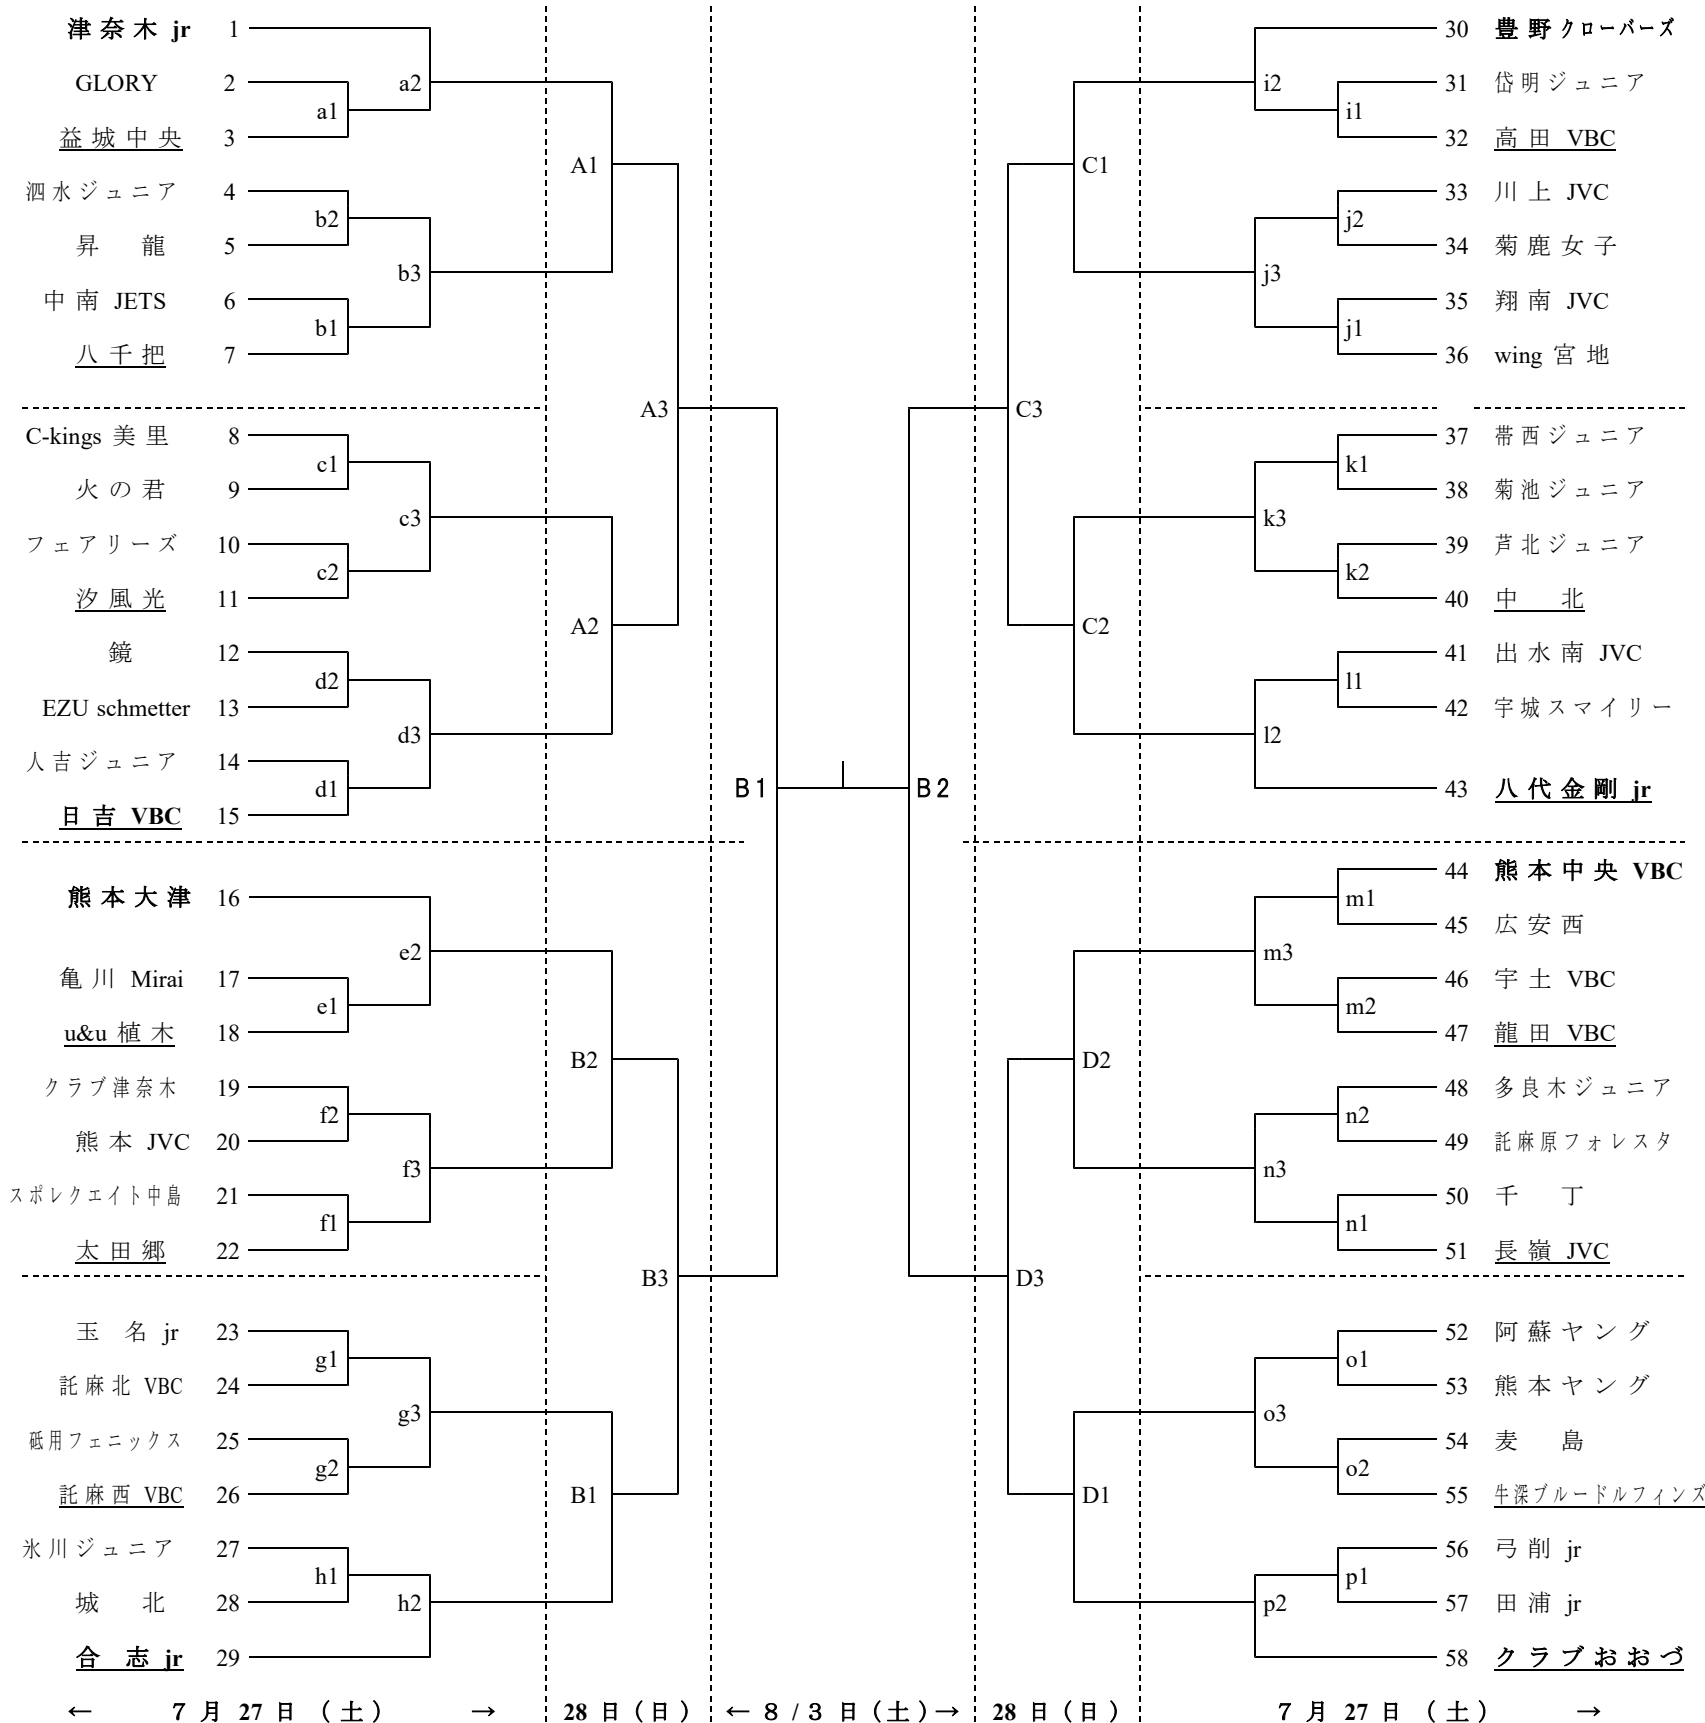 津奈木 jr 1
GLORY 2
益城中央 3
泗水ジュニア 4
昇 龍 5
中南 JETS 6
八千把 7
a1
a2
b2
b1
b3
A1
C-kings 美里 8
火の君 9
フェアリーズ 10
汐風光 11
鏡 12
EZU schmetter 13
人吉ジュニア 14
日吉 VBC 15
c1
c2
c3
d2
d1
d3
A2
A3
熊本大津 16
亀川 Mirai 17
u&u 植木 18
クラブ津奈木 19
熊本 JVC 20
スポレクエイト中島 21
太田郷 22
e1
e2
f2
f1
f3
B2
玉 名 jr 23
託麻北 VBC 24
砥用フェニックス 25
託麻西 VBC 26
氷川ジュニア 27
城 北 28
合 志 jr 29
g1
g2
g3
h1
h2
B1
B3
B1
B2
30 豊野クローバーズ
31 岱明ジュニア
32 高田 VBC
33 川上 JVC
34 菊鹿女子
35 翔南 JVC
36 wing 宮地
i2
i1
j2
j1
j3
C1
37 帯西ジュニア
38 菊池ジュニア
39 芦北ジュニア
40 中 北
41 出水南 JVC
42 宇城スマイリー
43 八代金剛 jr
k1
k2
k3
l1
l2
C2
C3
44 熊本中央 VBC
45 広安西
46 宇土 VBC
47 龍田 VBC
48 多良木ジュニア
49 託麻原フォレスタ
50 千 丁
51 長嶺 JVC
m1
m2
m3
n2
n1
n3
D2
52 阿蘇ヤング
53 熊本ヤング
54 麦 島
55 牛深ブルードルフィンズ
56 弓削 jr
57 田浦 jr
58 クラブおおづ
o1
o2
o3
p1
p2
D1
D3
← 7月27日(土) → 28日(日) ←8/3日(土)→ 28日(日) 7月27日(土) →